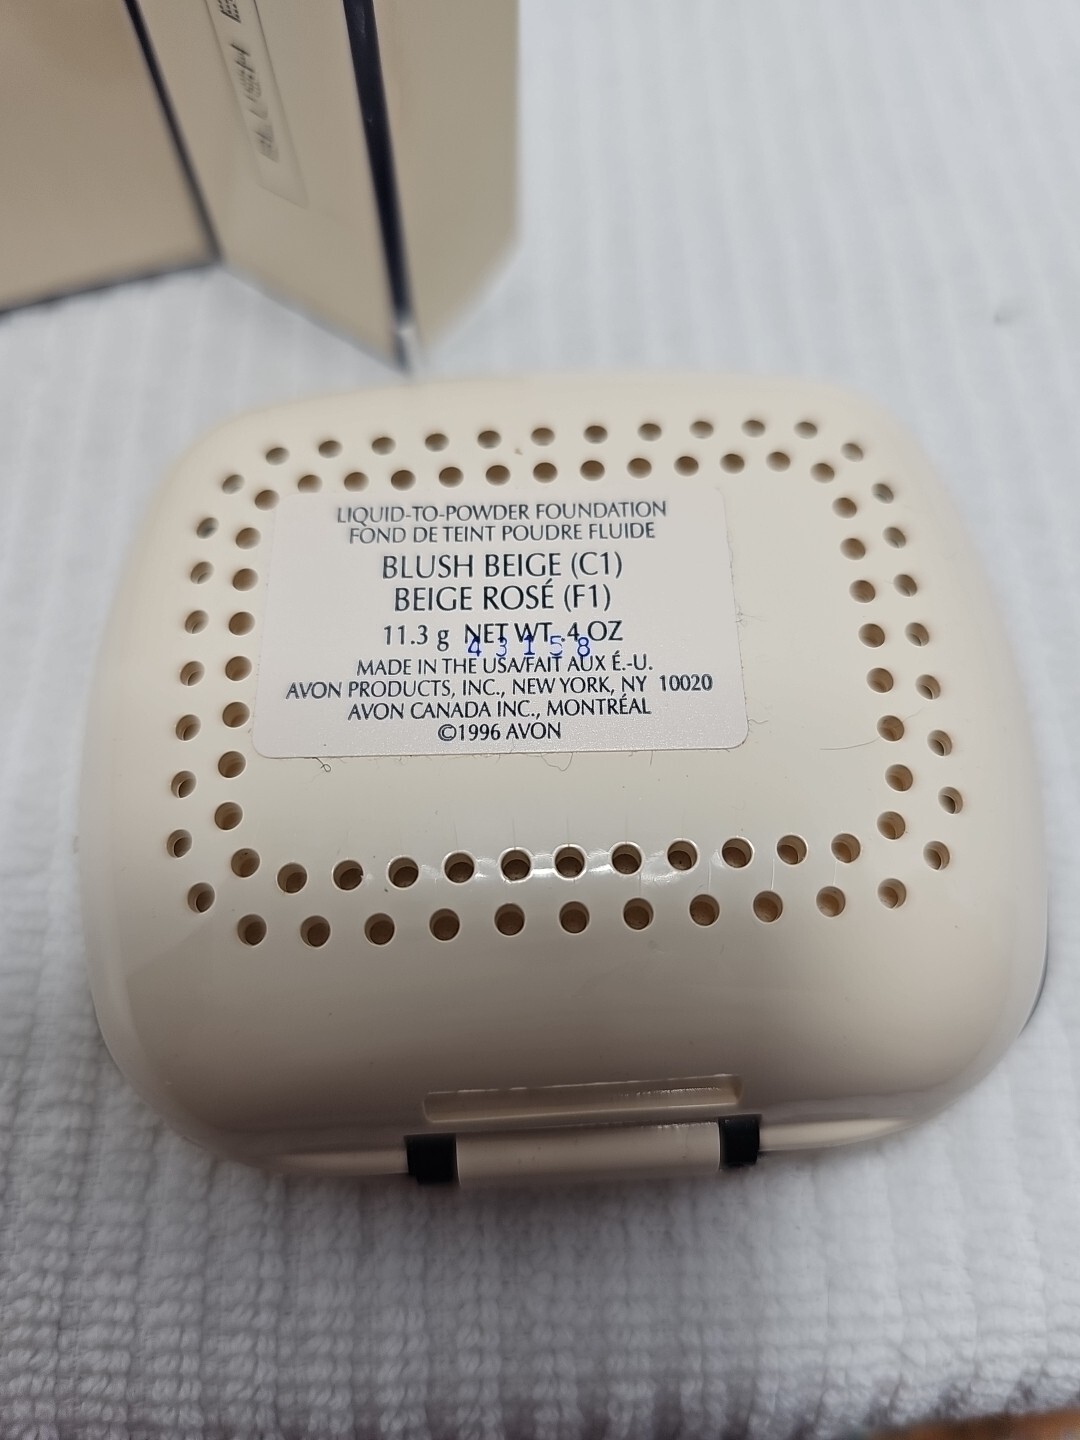 BLUSH
LIQUID-TO-POWDER FOUNDATION
FOND DE TEINT POUDRE FLUIDE
BLUSH BEIGE (C1)
BEIGE ROSÉ (F1)
11.3 g NET WT. .4 OZ
43158
MADE IN THE USA/FAIT AUX É.-U.
AVON PRODUCTS, INC., NEW YORK, NY 10020
AVON CANADA INC., MONTRÉAL
©1996 AVON